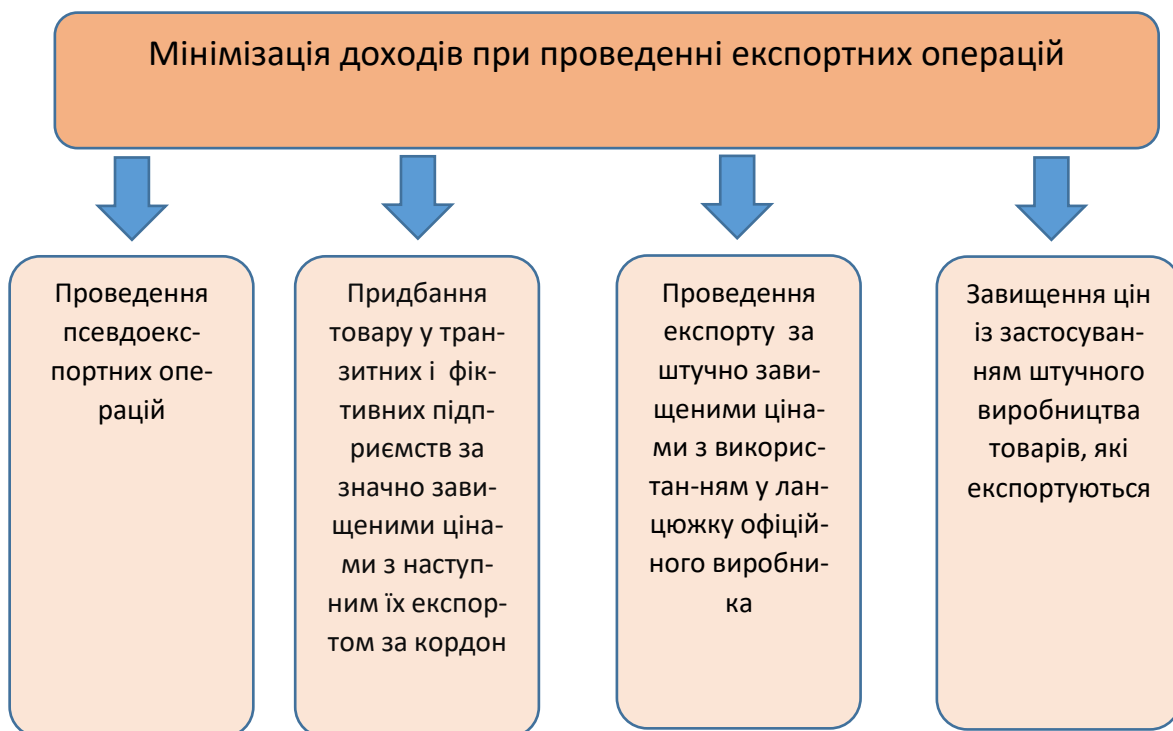 Мінімізація доходів при проведенні експортних операцій
Проведення
псевдоекс-
портних опе-
рацій
Придбання
товару у тран-
зитних і фік-
тивних підп-
риємств за
значно зави-
щеними ціна-
ми з наступ-
ним їх експор-
том за кордон
Проведення
експорту за
штучно зави-
щеними ціна-
ми з викорис-
тан-ням у лан-
цюжку офіцій-
ного виробни-
ка
Завищення цін
із застосуван-
ням штучного
виробництва
товарів, які
експортуються